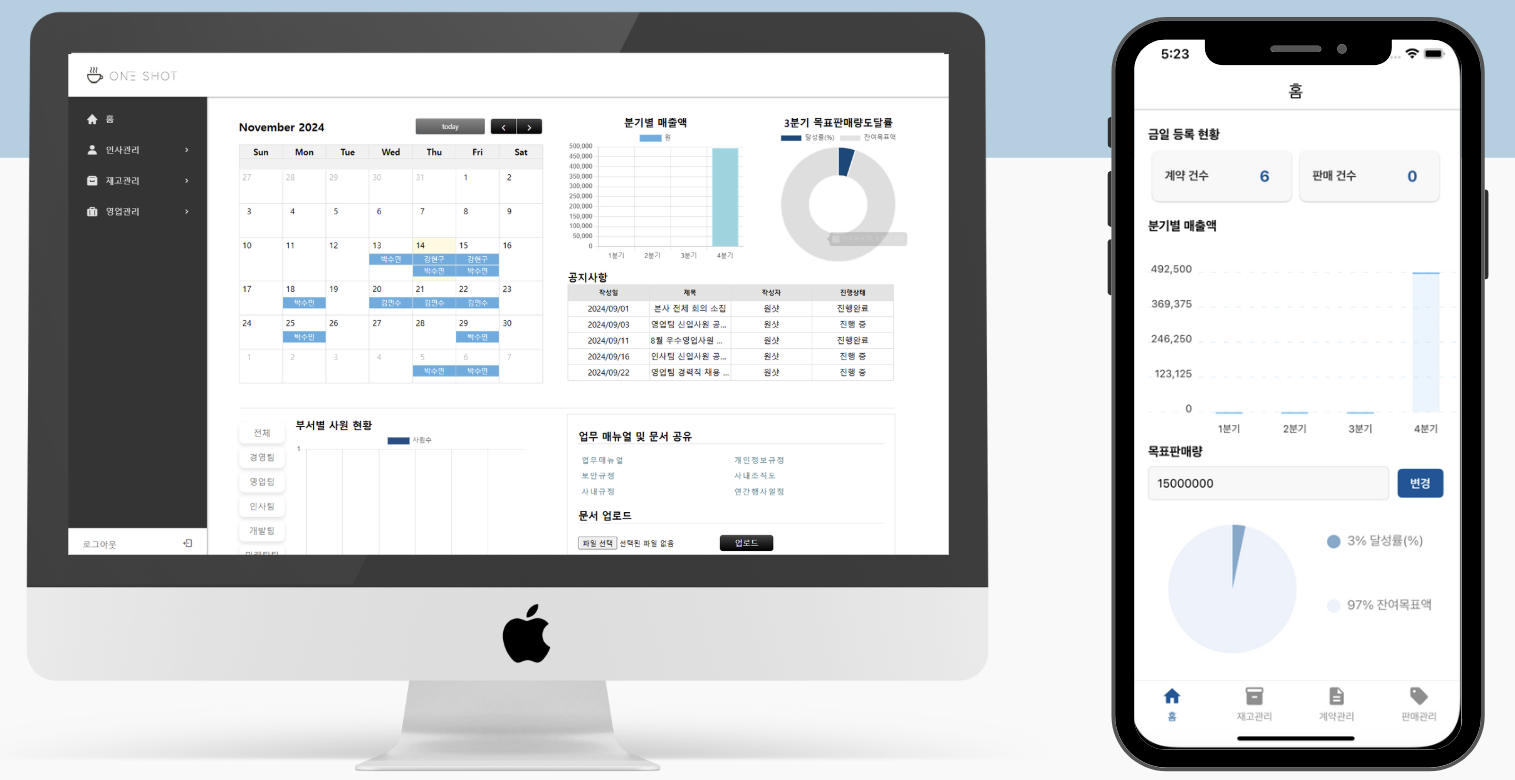 ONE SHOT
홈
인사관리
재고관리
영업관리
로그아웃
November 2024
today
Sun Mon Tue Wed Thu Fri Sat
27 28 29 30 31 1 2
3 4 5 6 7 8 9
10 11 12 13 14 15 16
박수민 강현구 강현구
박수민 박수민
17 18 19 20 21 22 23
박수민 김민수 김민수 김민수
24 25 26 27 28 29 30
박수민 박수민
1 2 3 4 5 6 7
박수민 박수민
분기별 매출액
원
500,000
450,000
400,000
350,000
300,000
250,000
200,000
150,000
100,000
50,000
0
1분기 2분기 3분기 4분기
3분기 목표판매량도달률
달성률(%) 잔여목표액
공지사항
작성일 제목 작성자 진행상태
2024/09/01 본사 전체 회의 소집 원샷 진행완료
2024/09/03 영업팀 신입사원 공... 원샷 진행 중
2024/09/11 8월 우수영업사원 ... 원샷 진행완료
2024/09/16 인사팀 신입사원 공... 원샷 진행 중
2024/09/22 영업팀 경력직 채용 ... 원샷 진행 중
전체
경영팀
영업팀
인사팀
개발팀
부서별 사원 현황
사원수
1
업무 매뉴얼 및 문서 공유
업무매뉴얼 개인정보규정
보안규정 사내조직도
사내규정 연간행사일정
문서 업로드
파일 선택 선택된 파일 없음 업로드
5:23
홈
금일 등록 현황
계약 건수 6 판매 건수 0
분기별 매출액
492,500
369,375
246,250
123,125
0
1분기 2분기 3분기 4분기
목표판매량
15000000 변경
3% 달성률(%)
97% 잔여목표액
홈 재고관리 계약관리 판매관리